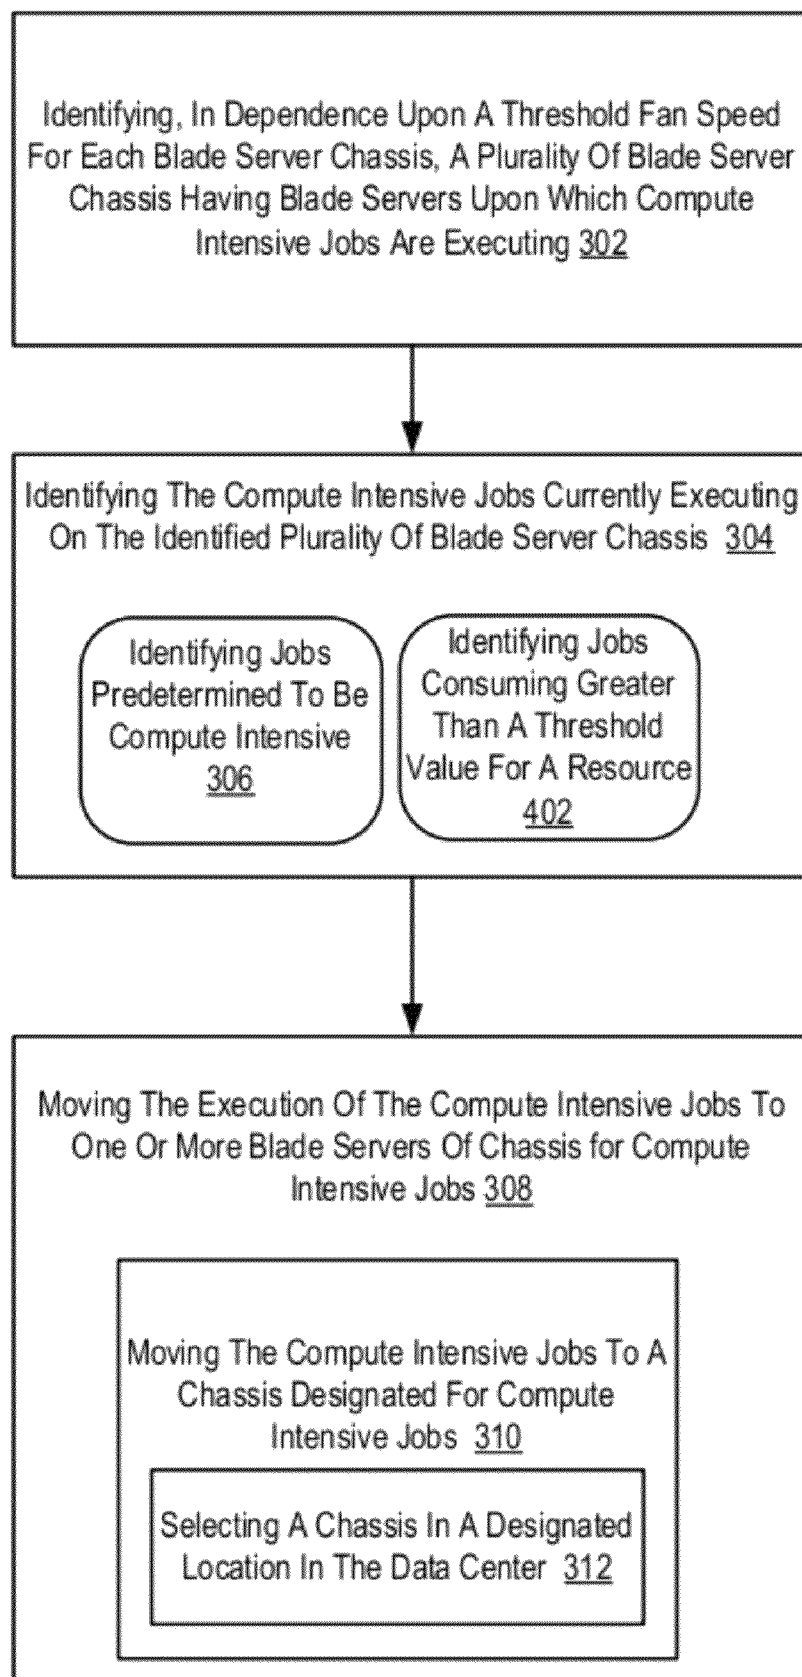 Identifying, In Dependence Upon A Threshold Fan Speed
For Each Blade Server Chassis, A Plurality Of Blade Server
Chassis Having Blade Servers Upon Which Compute
Intensive Jobs Are Executing 302
Identifying The Compute Intensive Jobs Currently Executing
On The Identified Plurality Of Blade Server Chassis 304
Identifying Jobs
Predetermined To Be
Compute Intensive
306
Identifying Jobs
Consuming Greater
Than A Threshold
Value For A Resource
402
Moving The Execution Of The Compute Intensive Jobs To
One Or More Blade Servers Of Chassis for Compute
Intensive Jobs 308
Moving The Compute Intensive Jobs To A
Chassis Designated For Compute
Intensive Jobs 310
Selecting A Chassis In A Designated
Location In The Data Center 312